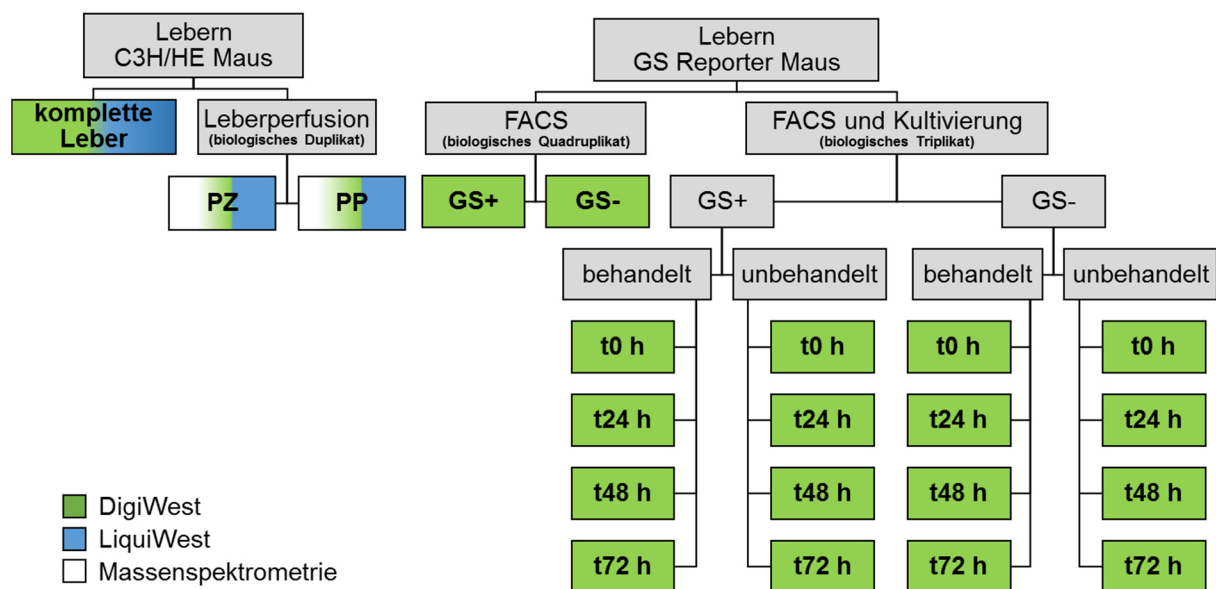 Lebern
C3H/HE Maus
komplette
Leber
Leberperfusion
(biologisches Duplikat)
PZ
PP
Lebern
GS Reporter Maus
FACS
(biologisches Quadruplikat)
FACS und Kultivierung
(biologisches Triplikat)
GS+
GS-
GS+
GS-
behandelt
unbehandelt
behandelt
unbehandelt
t0 h
t0 h
t0 h
t0 h
t24 h
t24 h
t24 h
t24 h
t48 h
t48 h
t48 h
t48 h
t72 h
t72 h
t72 h
t72 h
DigiWest
LiquiWest
Massenspektrometrie